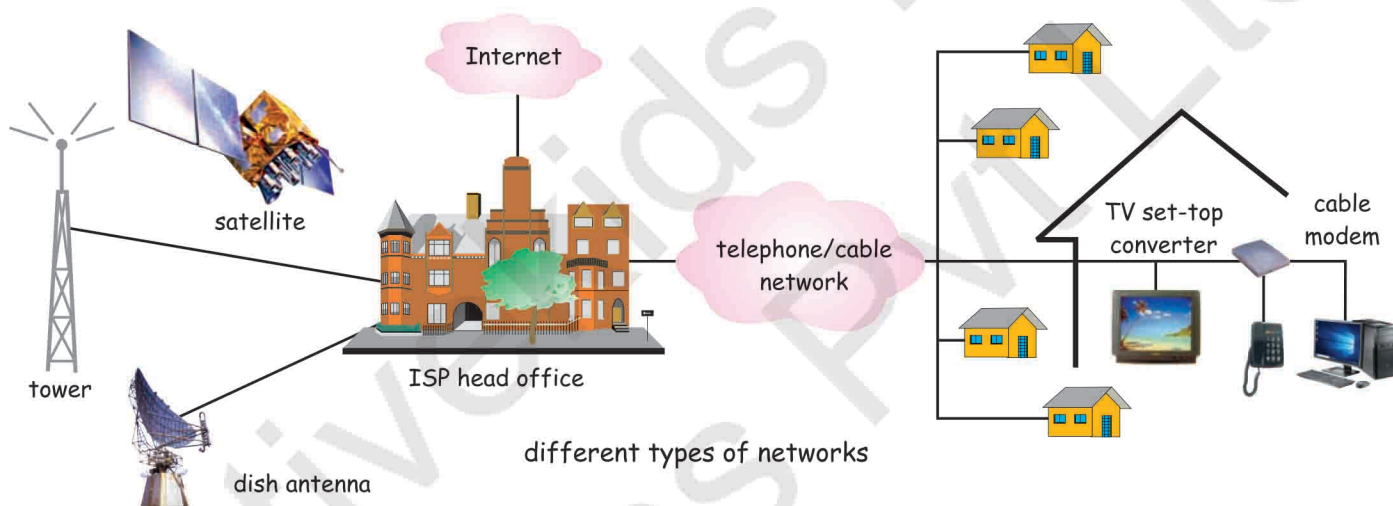 Internet
satellite
tower
dish antenna
ISP head office
telephone/cable
network
TV set-top
converter
cable
modem
different types of networks